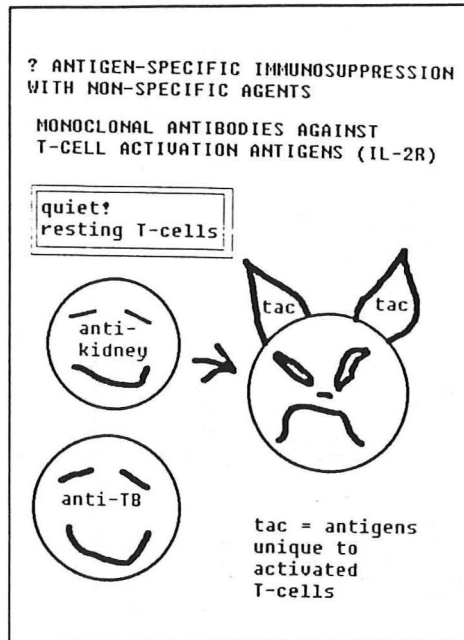 ? ANTIGEN-SPECIFIC IMMUNOSUPPRESSION
WITH NON-SPECIFIC AGENTS
MONOCLONAL ANTIBODIES AGAINST
T-CELL ACTIVATION ANTIGENS (IL-2R)
quiet!
resting T-cells
tac
tac
anti-
kidney
anti-TB
tac = antigens
unique to
activated
T-cells